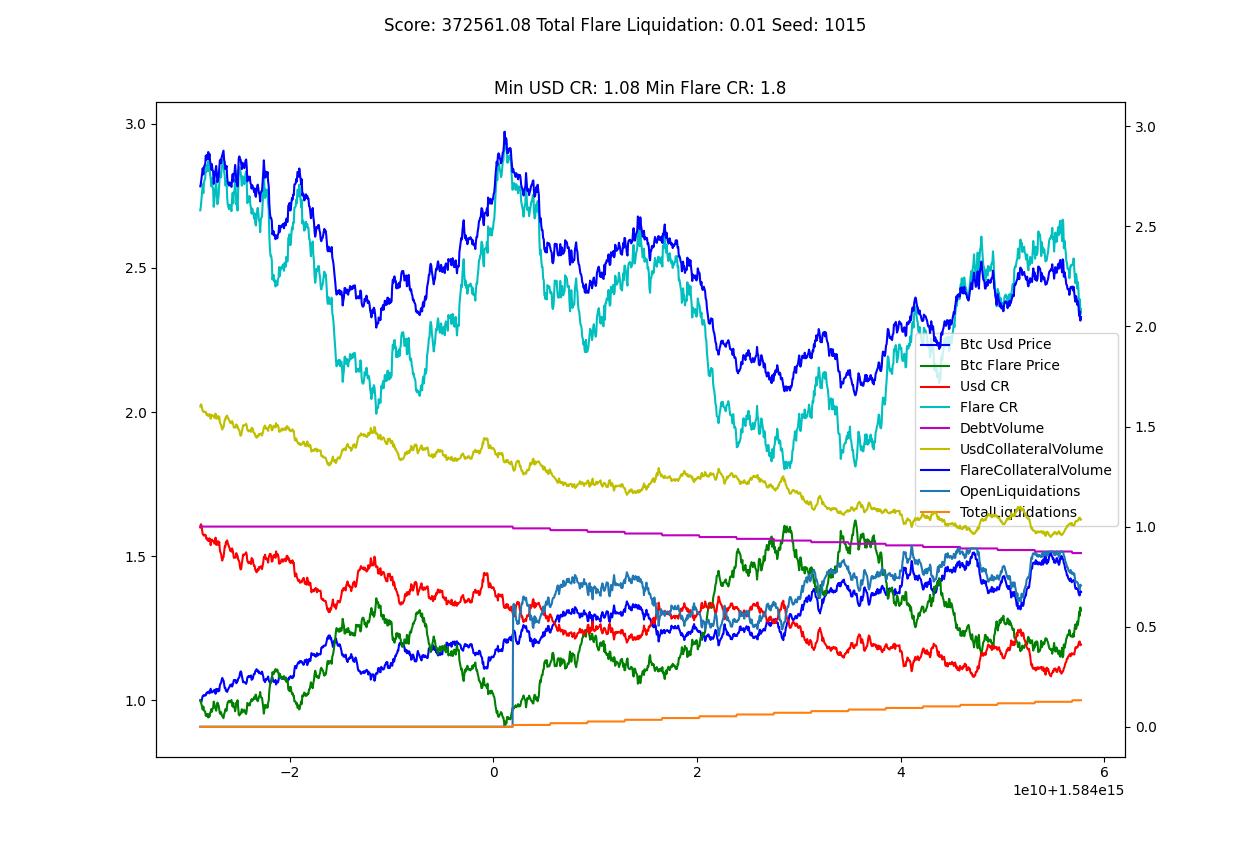 Score: 372561.08 Total Flare Liquidation: 0.01 Seed: 1015
Min USD CR: 1.08 Min Flare CR: 1.8
3.0
2.5
2.0
1.5
1.0
3.0
2.5
2.0
1.5
1.0
0.5
0.0
Btc Usd Price
Btc Flare Price
Usd CR
Flare CR
DebtVolume
UsdCollateralVolume
FlareCollateralVolume
OpenLiquidations
TotalLiquidations
−2 0 2 4 6
1e10+1.584e15